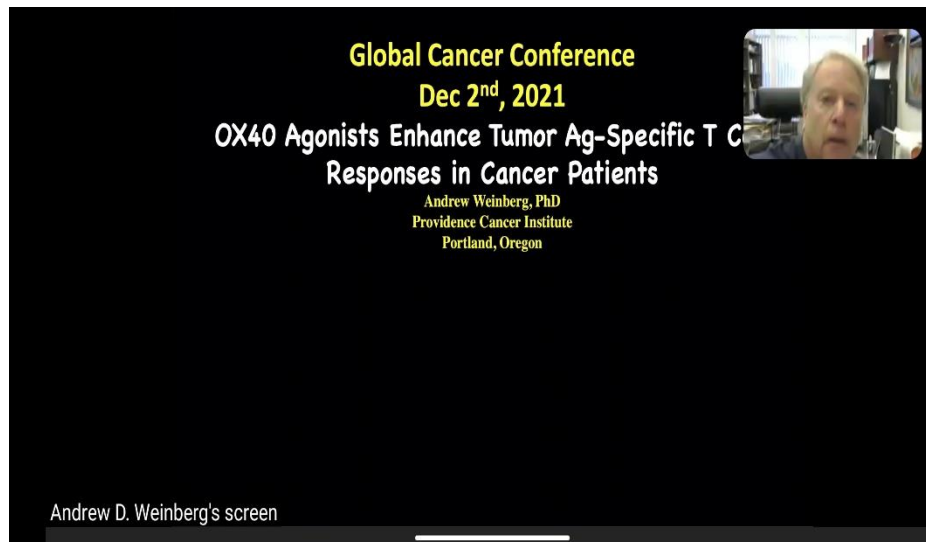 Global Cancer Conference
Dec 2nd, 2021
OX40 Agonists Enhance Tumor Ag-Specific T C
Responses in Cancer Patients
Andrew Weinberg, PhD
Providence Cancer Institute
Portland, Oregon
Andrew D. Weinberg's screen